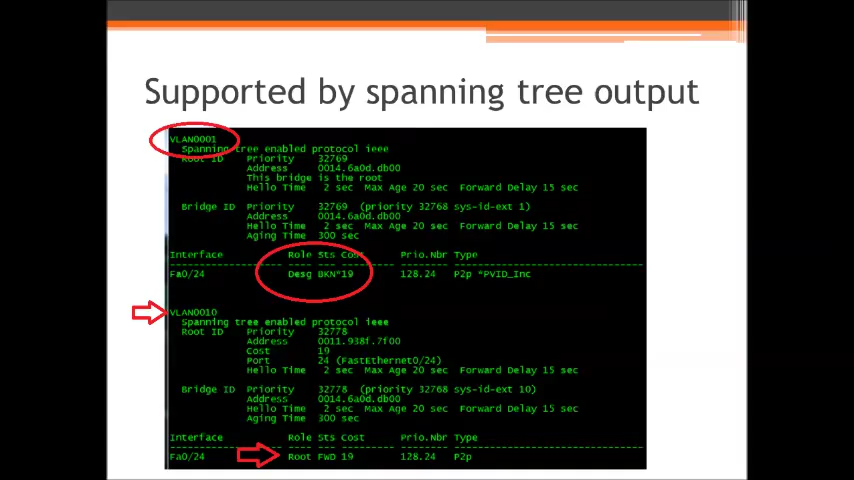 Supported by spanning tree output
VLAN0001
Spanning tree enabled protocol ieee
Root ID Priority 32769
Address 0014.6a0d.db00
This bridge is the root
Hello Time 2 sec Max Age 20 sec Forward Delay 15 sec
Bridge ID Priority 32769 (priority 32768 sys-id-ext 1)
Address 0014.6a0d.db00
Hello Time 2 sec Max Age 20 sec Forward Delay 15 sec
Aging Time 300 sec
Interface Role Sts Cost Prio.Nbr Type
Fa0/24 Desg BKN*19 128.24 P2p *PVID_Inc
VLAN0010
Spanning tree enabled protocol ieee
Root ID Priority 32778
Address 0011.938f.7f00
Cost 19
Port 24 (FastEthernet0/24)
Hello Time 2 sec Max Age 20 sec Forward Delay 15 sec
Bridge ID Priority 32778 (priority 32768 sys-id-ext 10)
Address 0014.6a0d.db00
Hello Time 2 sec Max Age 20 sec Forward Delay 15 sec
Aging Time 300 sec
Interface Role Sts Cost Prio.Nbr Type
Fa0/24 Root FWD 19 128.24 P2p